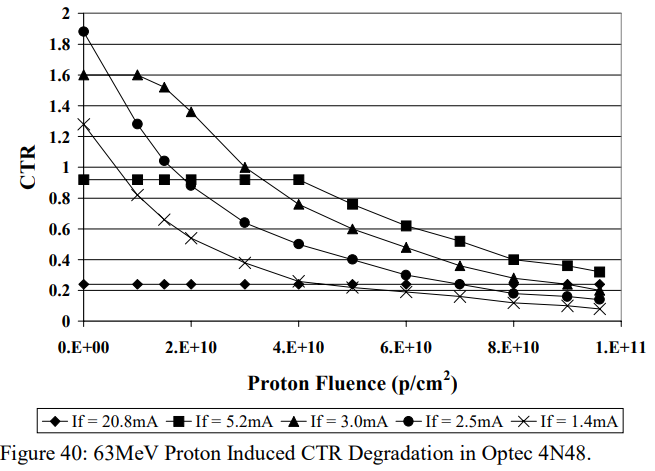 2
1.8
1.6
1.4
1.2
1
0.8
0.6
0.4
0.2
0
CTR
0.E+00 2.E+10 4.E+10 6.E+10 8.E+10 1.E+11
Proton Fluence (p/cm²)
If = 20.8mA If = 5.2mA If = 3.0mA If = 2.5mA If = 1.4mA
Figure 40: 63MeV Proton Induced CTR Degradation in Optec 4N48.